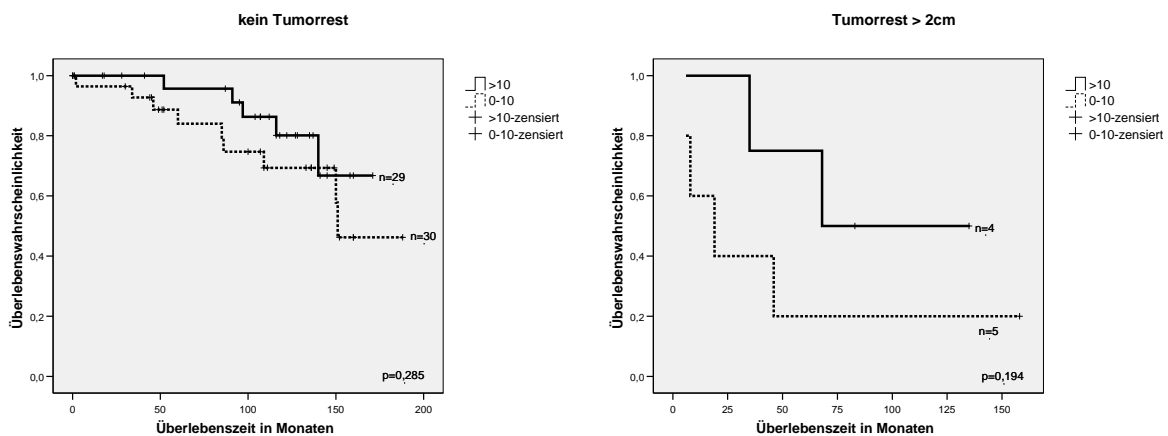 kein Tumorrest
Überlebenswahrscheinlichkeit
1,0
0,8
0,6
0,4
0,2
0,0
n=29
n=30
p=0,285
0
50
100
150
200
Überlebenszeit in Monaten
>10
0-10
>10-zensiert
0-10-zensiert
Tumorrest > 2cm
Überlebenswahrscheinlichkeit
1,0
0,8
0,6
0,4
0,2
0,0
n=4
n=5
p=0,194
0
25
50
75
100
125
150
Überlebenszeit in Monaten
>10
0-10
>10-zensiert
0-10-zensiert